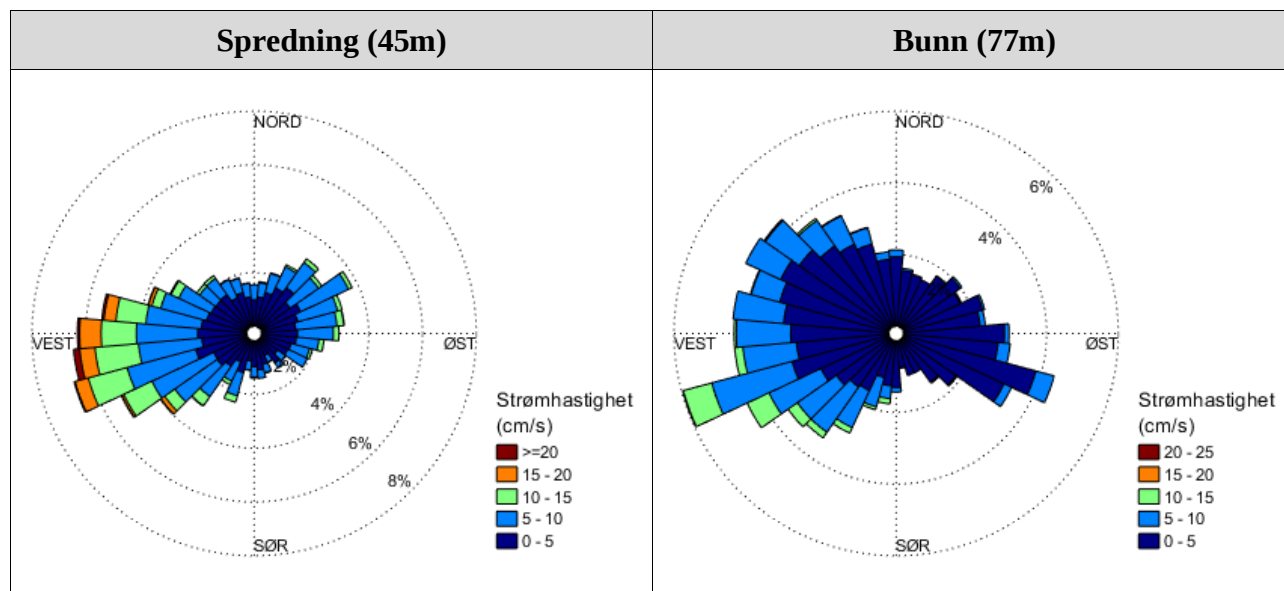 Spredning (45m)
Bunn (77m)
NORD
VEST
ØST
SØR
2%
4%
6%
8%
Strømhastighet
(cm/s)
>=20
15 - 20
10 - 15
5 - 10
0 - 5
NORD
6%
4%
VEST
ØST
SØR
Strømhastighet
(cm/s)
20 - 25
15 - 20
10 - 15
5 - 10
0 - 5